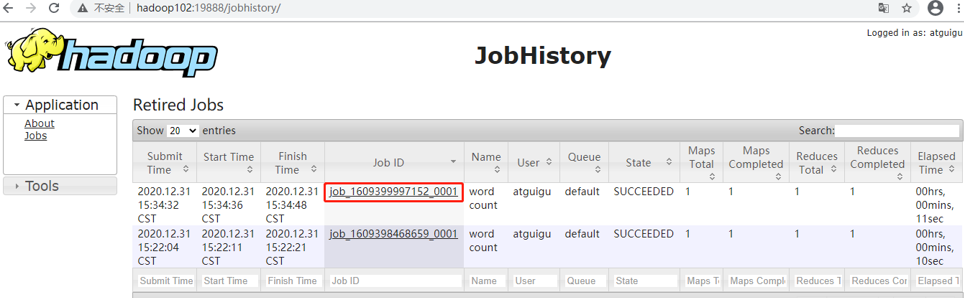 不安全 | hadoop102:19888/jobhistory/
Logged in as: atguigu
hadoop
JobHistory
Application
About
Jobs
Tools
Retired Jobs
Show 20 entries
Search:
Submit Time Start Time Finish Time Job ID Name User Queue State Maps Total Maps Completed Reduces Total Reduces Completed Elapsed Time
2020.12.31 15:34:32 CST 2020.12.31 15:34:36 CST 2020.12.31 15:34:48 CST job_1609399997152_0001 word count atguigu default SUCCEEDED 1 1 1 1 00hrs, 00mins, 11sec
2020.12.31 15:22:04 CST 2020.12.31 15:22:11 CST 2020.12.31 15:22:21 CST job_1609398468659_0001 word count atguigu default SUCCEEDED 1 1 1 1 00hrs, 00mins, 10sec
Submit Time Start Time Finish Time Job ID Name User Queue State Maps T Maps Comple Reduces T Reduces Cor Elapsed T